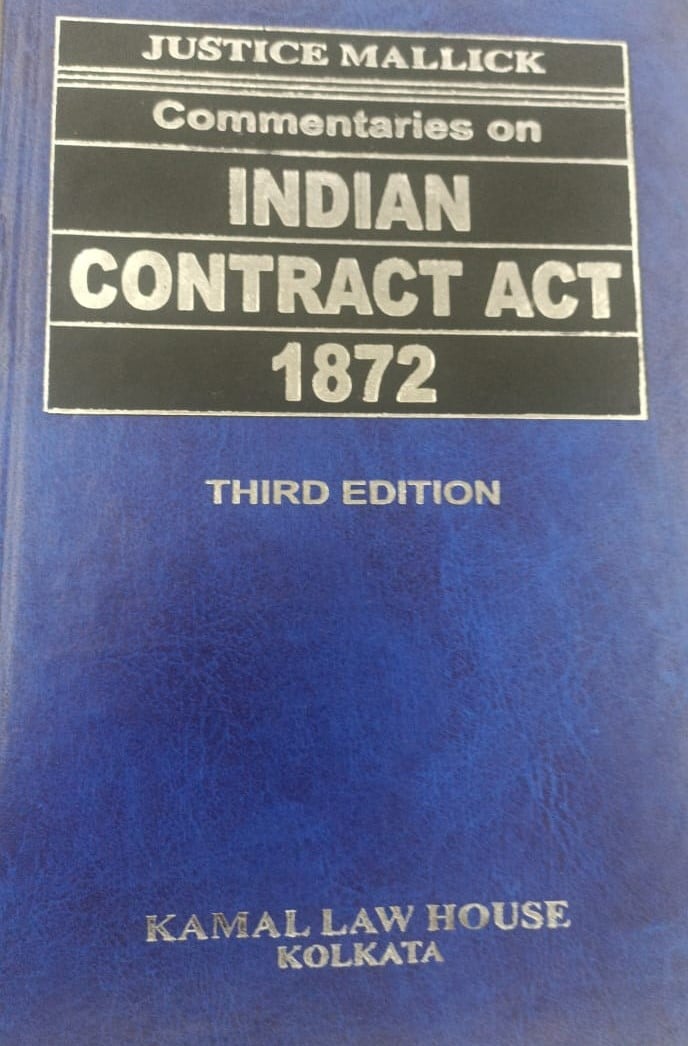 JUSTICE MALLICK
Commentaries on
INDIAN
CONTRACT ACT
1872
THIRD EDITION
KAMAL LAW HOUSE
KOLKATA